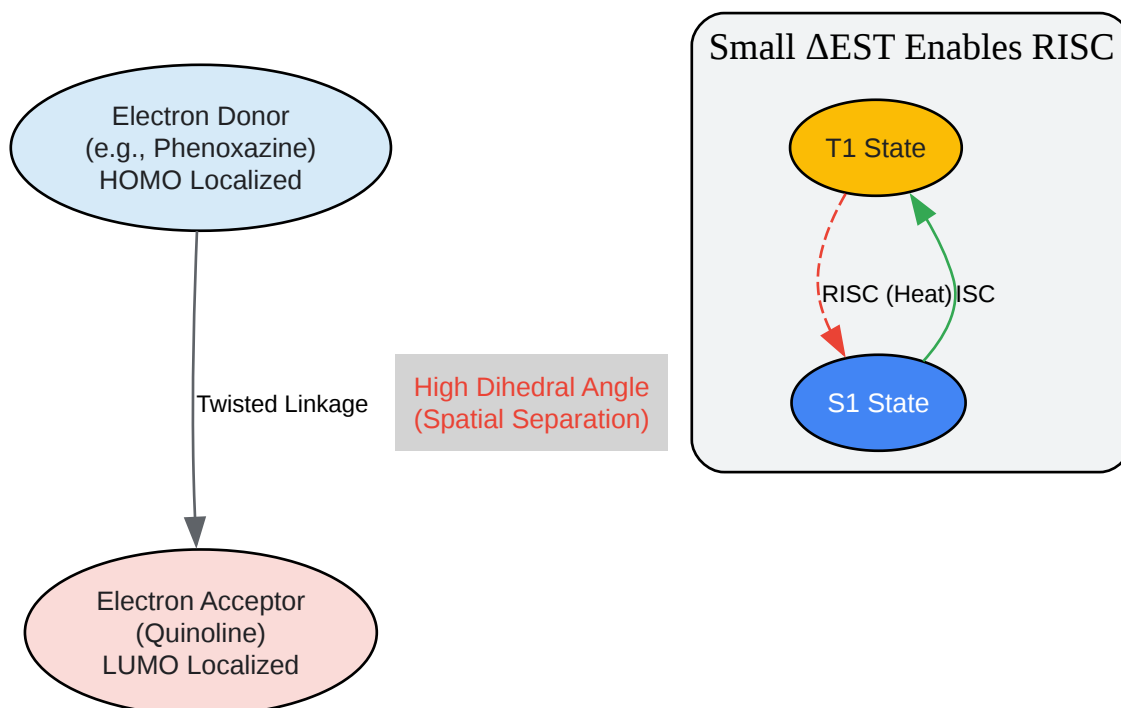 Electron Donor
(e.g., Phenoxazine)
HOMO Localized
Twisted Linkage
Electron Acceptor
(Quinoline)
LUMO Localized
High Dihedral Angle
(Spatial Separation)
Small ΔEST Enables RISC
T1 State
RISC (Heat)
ISC
S1 State